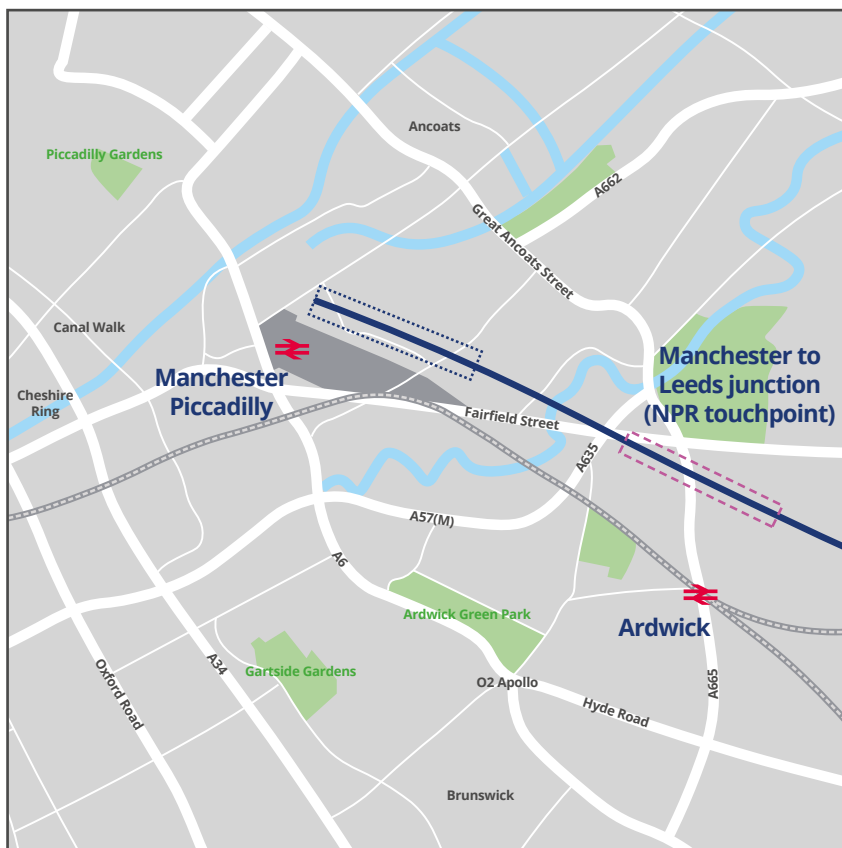 Ancoats
Piccadilly Gardens
A662
Great Ancoats Street
Canal Walk
Manchester
Piccadilly
Manchester to
Leeds junction
(NPR touchpoint)
Cheshire
Ring
Fairfield Street
A635
A57(M)
A6
Ardwick Green Park
Ardwick
Gartside Gardens
A34
Oxford Road
O2 Apollo
A665
Hyde Road
Brunswick